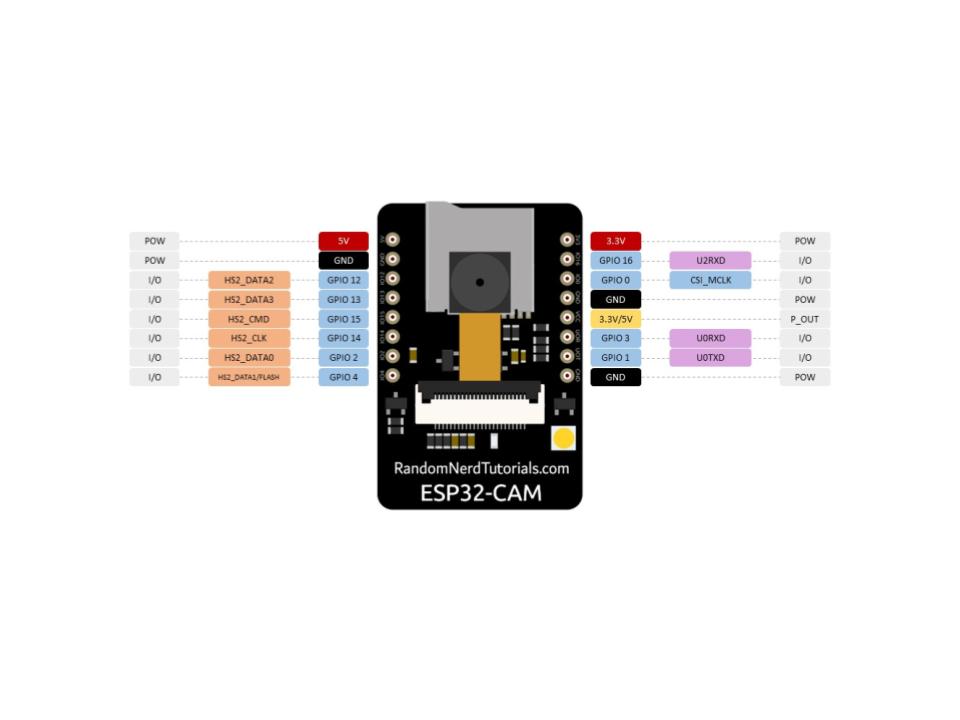 POW 5V 3.3V POW
POW GND GPIO 16 U2RXD I/O
I/O HS2_DATA2 GPIO 12 GPIO 0 CSI_MCLK I/O
I/O HS2_DATA3 GPIO 13 GND POW
I/O HS2_CMD GPIO 15 3.3V/5V P_OUT
I/O HS2_CLK GPIO 14 GPIO 3 U0RXD I/O
I/O HS2_DATA0 GPIO 2 GPIO 1 U0TXD I/O
I/O HS2_DATA1/FLASH GPIO 4 GND POW
RandomNerdTutorials.com
ESP32-CAM